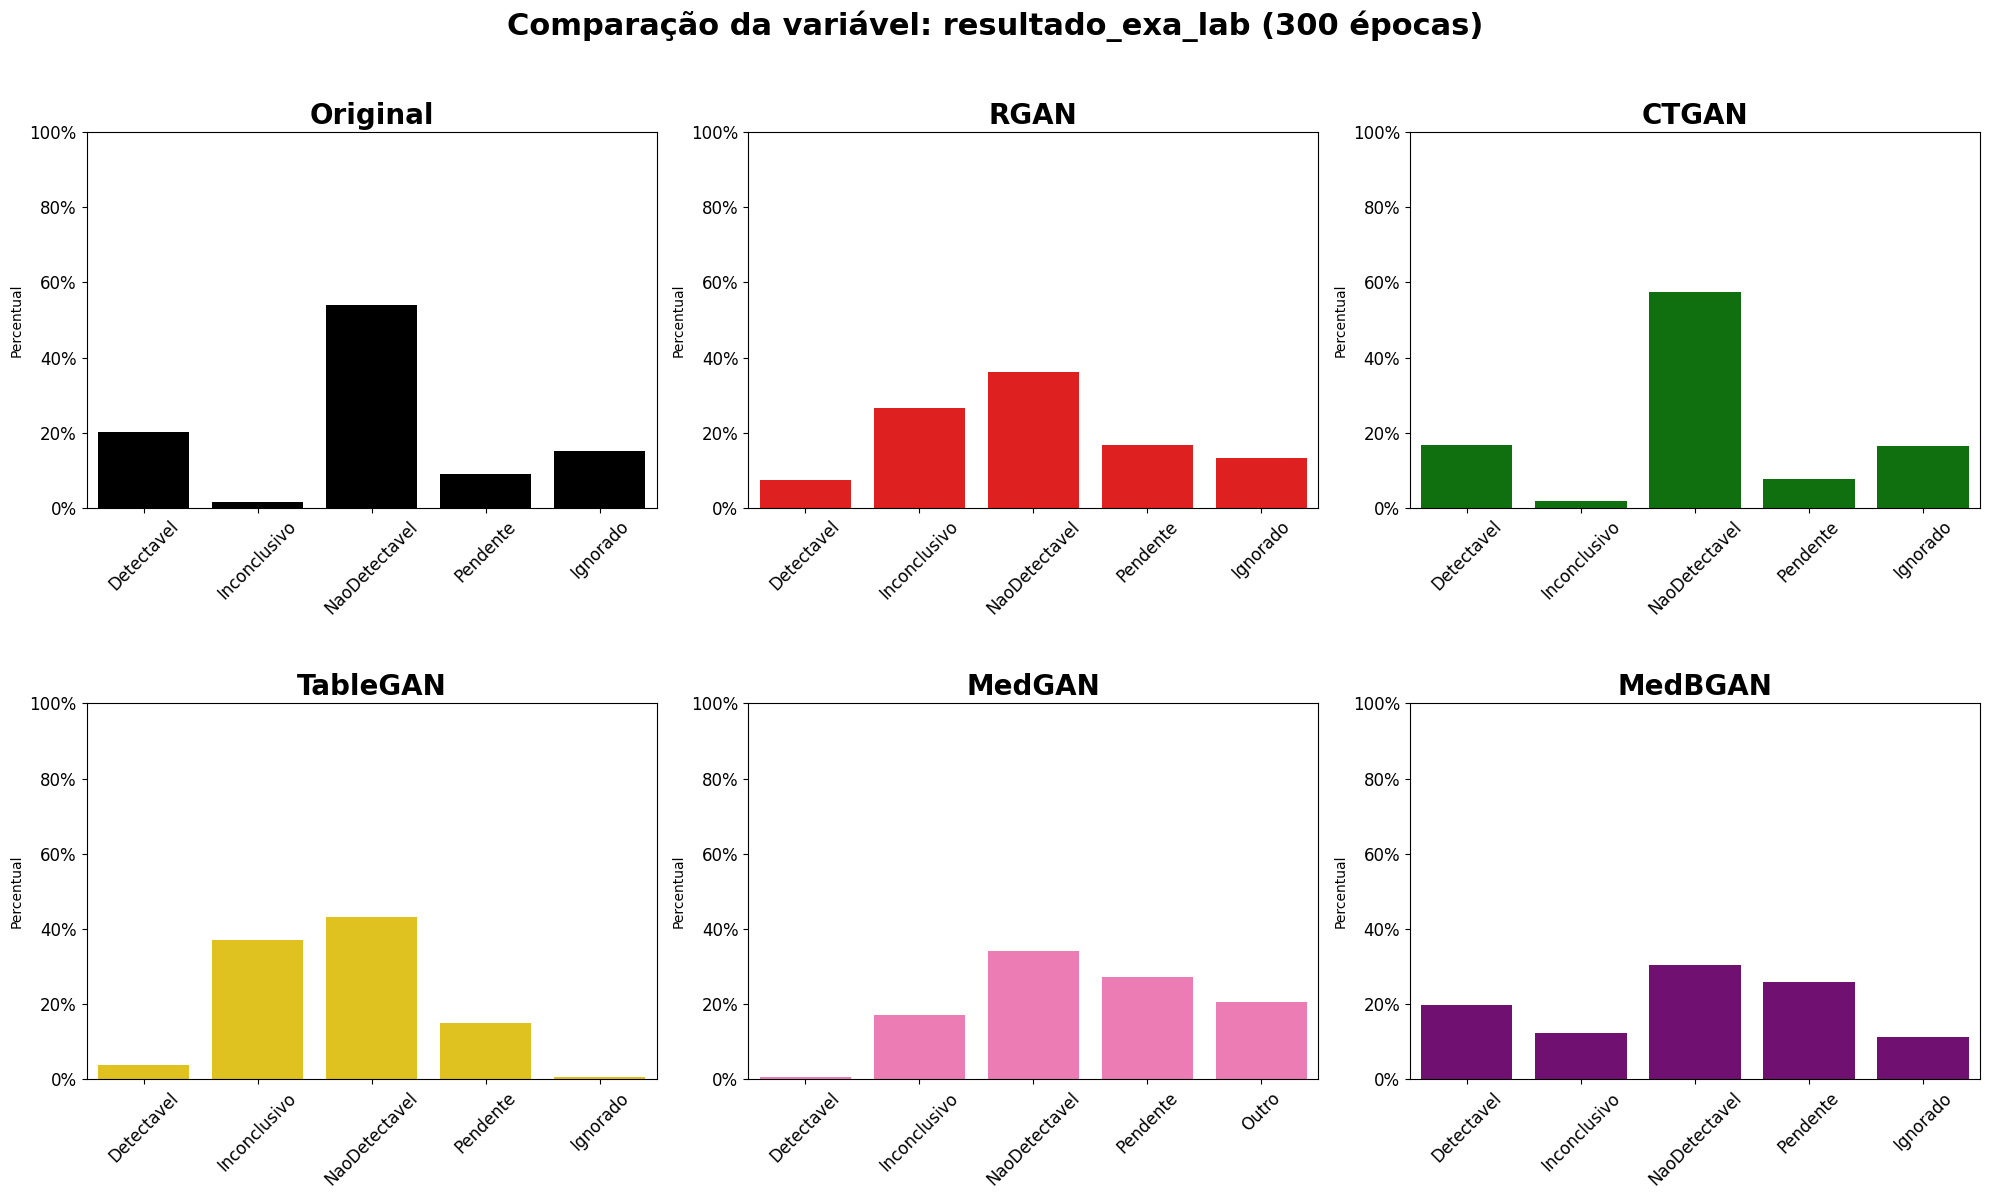 Comparação da variável: resultado_exa_lab (300 épocas)
Original
RGAN
CTGAN
100%
80%
60%
40%
20%
0%
Percentual
Detectavel
Inconclusivo
NaoDetectavel
Pendente
Ignorado
100%
80%
60%
40%
20%
0%
Percentual
Detectavel
Inconclusivo
NaoDetectavel
Pendente
Ignorado
100%
80%
60%
40%
20%
0%
Percentual
Detectavel
Inconclusivo
NaoDetectavel
Pendente
Ignorado
TableGAN
MedGAN
MedBGAN
100%
80%
60%
40%
20%
0%
Percentual
Detectavel
Inconclusivo
NaoDetectavel
Pendente
Ignorado
100%
80%
60%
40%
20%
0%
Percentual
Detectavel
Inconclusivo
NaoDetectavel
Pendente
Outro
100%
80%
60%
40%
20%
0%
Percentual
Detectavel
Inconclusivo
NaoDetectavel
Pendente
Ignorado